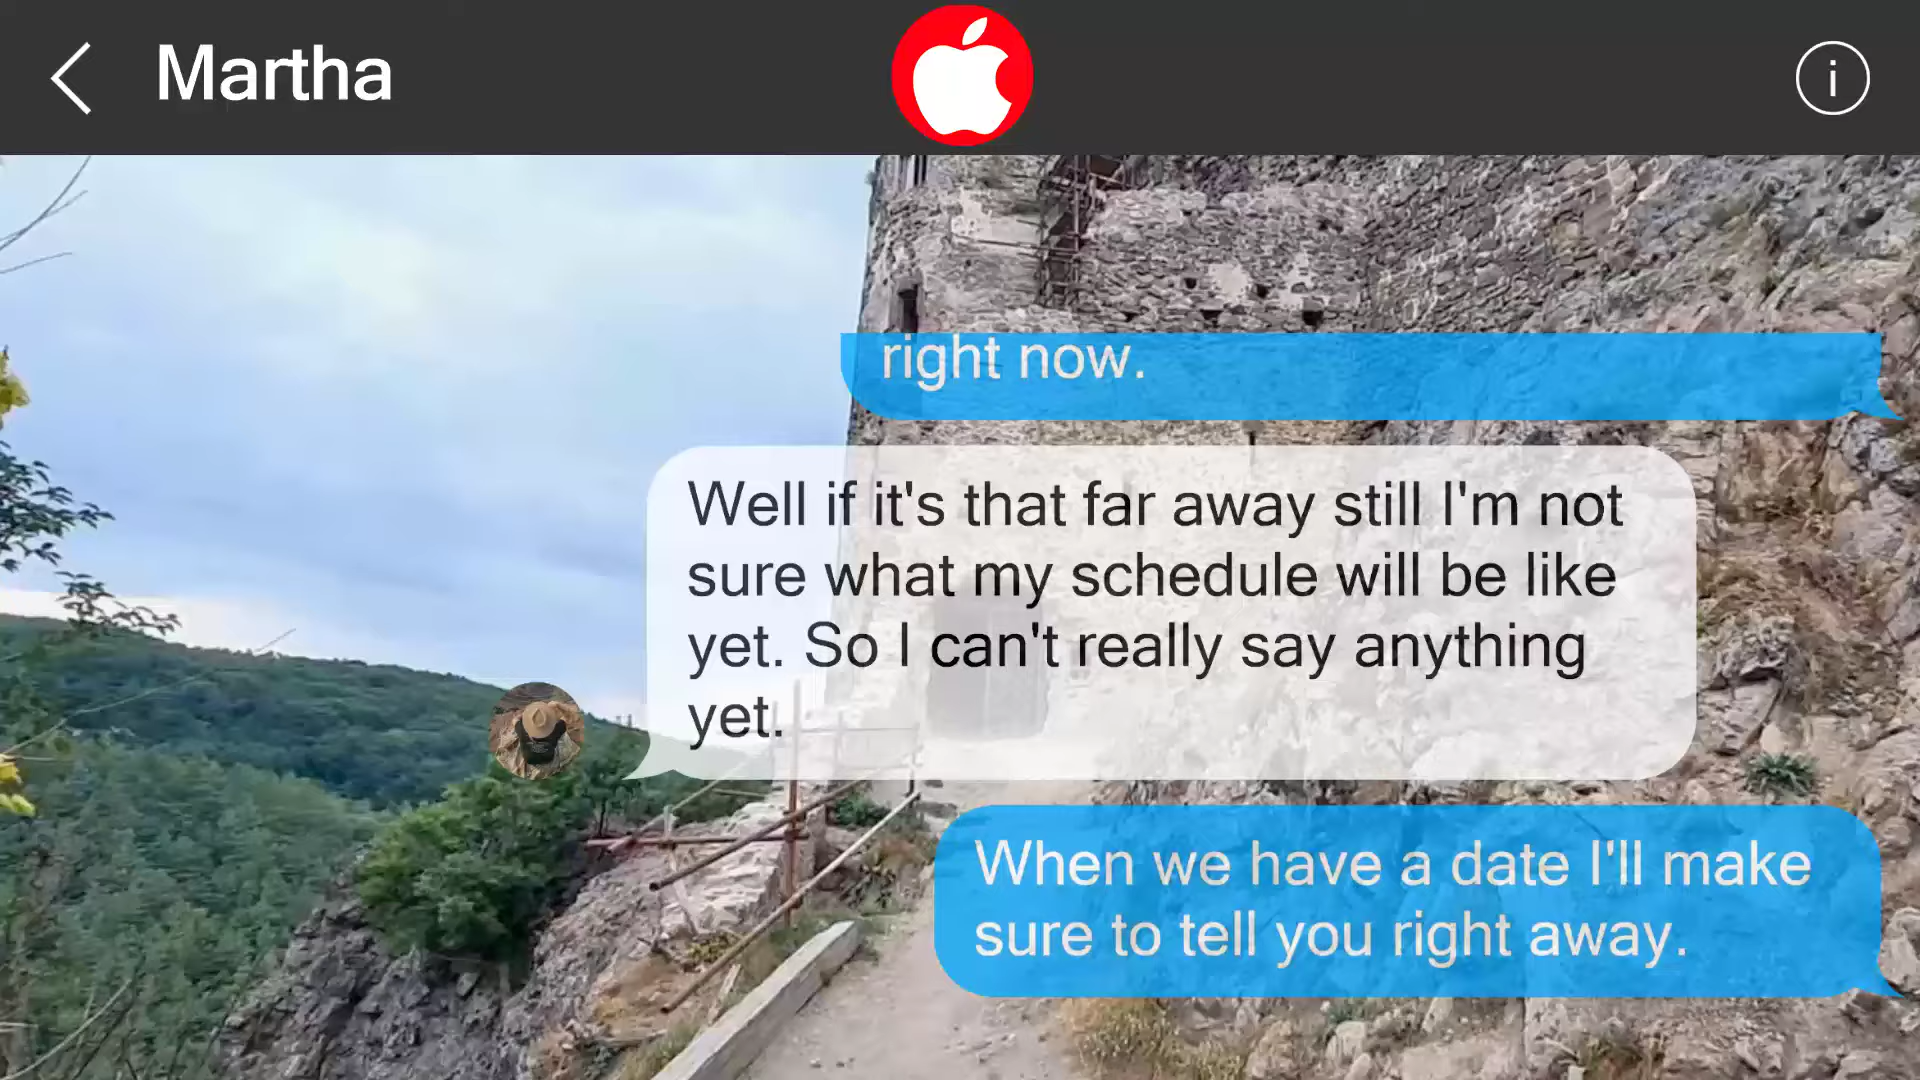 Martha
i
right now.
Well if it's that far away still I'm not
sure what my schedule will be like
yet. So I can't really say anything
yet.
When we have a date I'll make
sure to tell you right away.